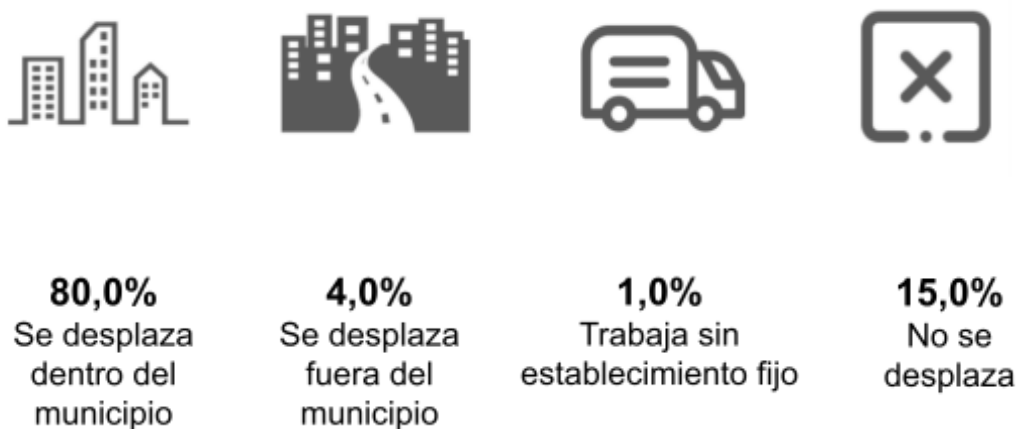 80,0%
Se desplaza
dentro del
municipio
4,0%
Se desplaza
fuera del
municipio
1,0%
Trabaja sin
establecimiento fijo
15,0%
No se
desplaza